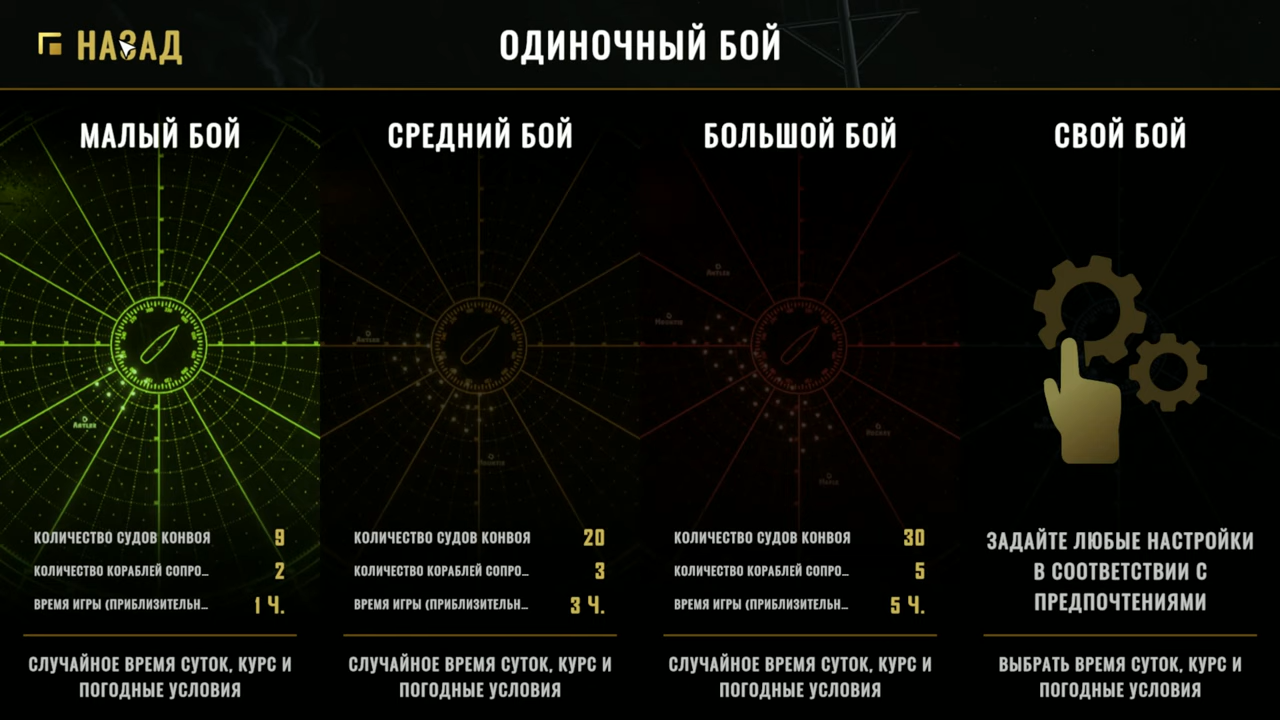 НАЗАД
ОДИНОЧНЫЙ БОЙ
МАЛЫЙ БОЙ
КОЛИЧЕСТВО СУДОВ КОНВОЯ 9
КОЛИЧЕСТВО КОРАБЛЕЙ СОПРО... 2
ВРЕМЯ ИГРЫ (ПРИБЛИЗИТЕЛЬН... 1 Ч.
СЛУЧАЙНОЕ ВРЕМЯ СУТОК, КУРС И
ПОГОДНЫЕ УСЛОВИЯ
СРЕДНИЙ БОЙ
КОЛИЧЕСТВО СУДОВ КОНВОЯ 20
КОЛИЧЕСТВО КОРАБЛЕЙ СОПРО... 3
ВРЕМЯ ИГРЫ (ПРИБЛИЗИТЕЛЬН... 3 Ч.
СЛУЧАЙНОЕ ВРЕМЯ СУТОК, КУРС И
ПОГОДНЫЕ УСЛОВИЯ
БОЛЬШОЙ БОЙ
КОЛИЧЕСТВО СУДОВ КОНВОЯ 30
КОЛИЧЕСТВО КОРАБЛЕЙ СОПРО... 5
ВРЕМЯ ИГРЫ (ПРИБЛИЗИТЕЛЬН... 5 Ч.
СЛУЧАЙНОЕ ВРЕМЯ СУТОК, КУРС И
ПОГОДНЫЕ УСЛОВИЯ
СВОЙ БОЙ
ЗАДАЙТЕ ЛЮБЫЕ НАСТРОЙКИ
В СООТВЕТСТВИИ С
ПРЕДПОЧТЕНИЯМИ
ВЫБРАТЬ ВРЕМЯ СУТОК, КУРС И
ПОГОДНЫЕ УСЛОВИЯ